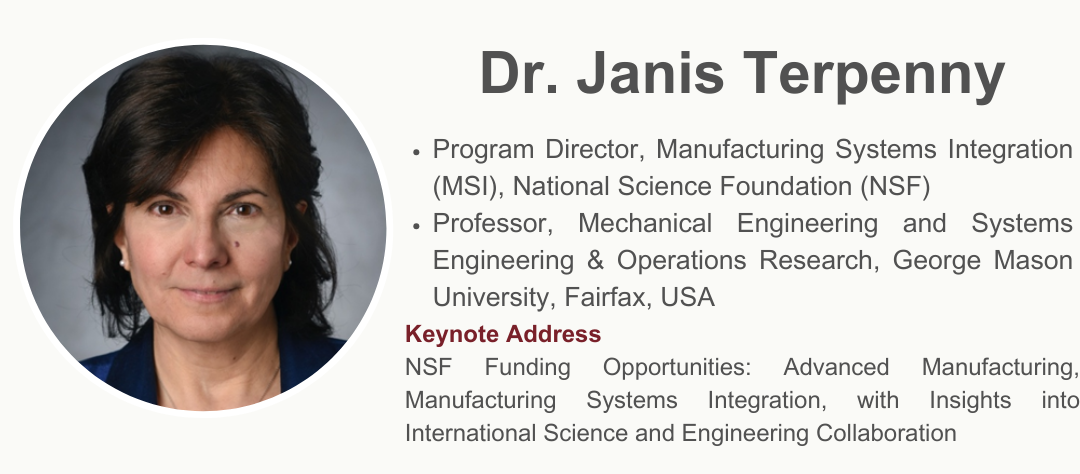 Dr. Janis Terpenny
• Program Director, Manufacturing Systems Integration
(MSI), National Science Foundation (NSF)
• Professor, Mechanical Engineering and Systems
Engineering & Operations Research, George Mason
University, Fairfax, USA
Keynote Address
NSF Funding Opportunities: Advanced Manufacturing,
Manufacturing Systems Integration, with Insights into
International Science and Engineering Collaboration